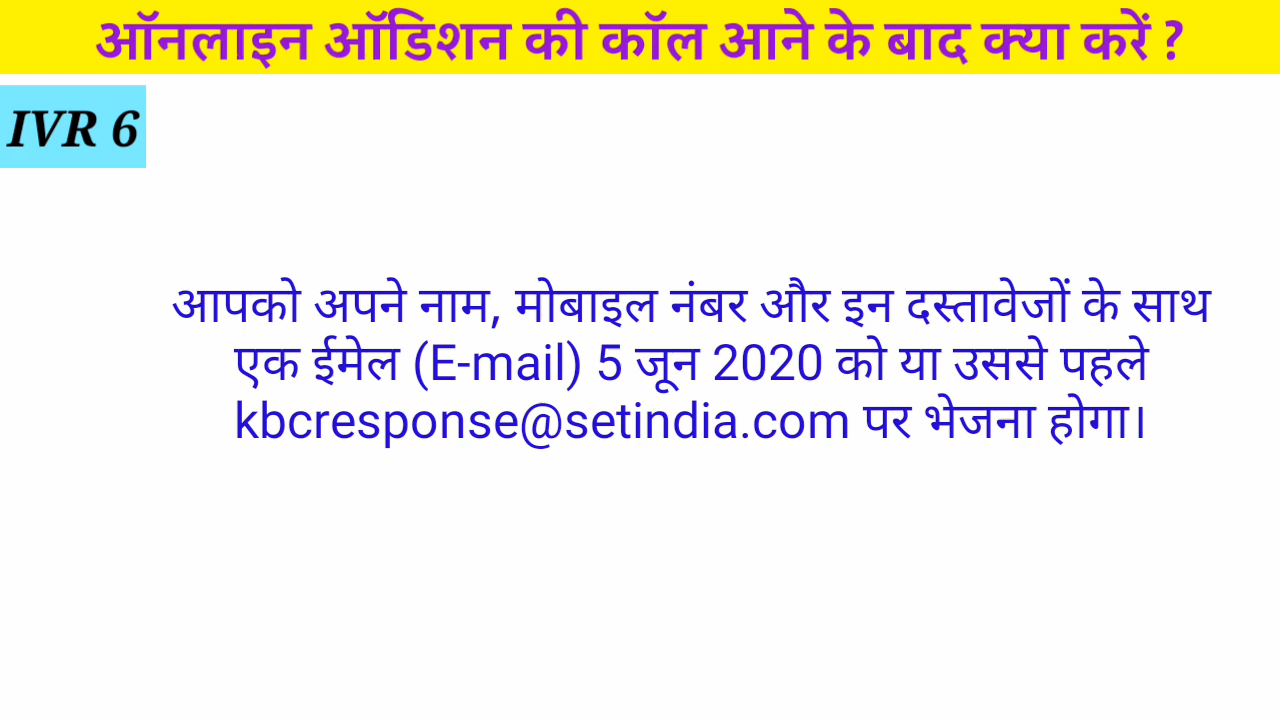 ऑनलाइन ऑडिशन की कॉल आने के बाद क्या करें ?
IVR 6
आपको अपने नाम, मोबाइल नंबर और इन दस्तावेजों के साथ
एक ईमेल (E-mail) 5 जून 2020 को या उससे पहले
kbcresponse@setindia.com पर भेजना होगा।